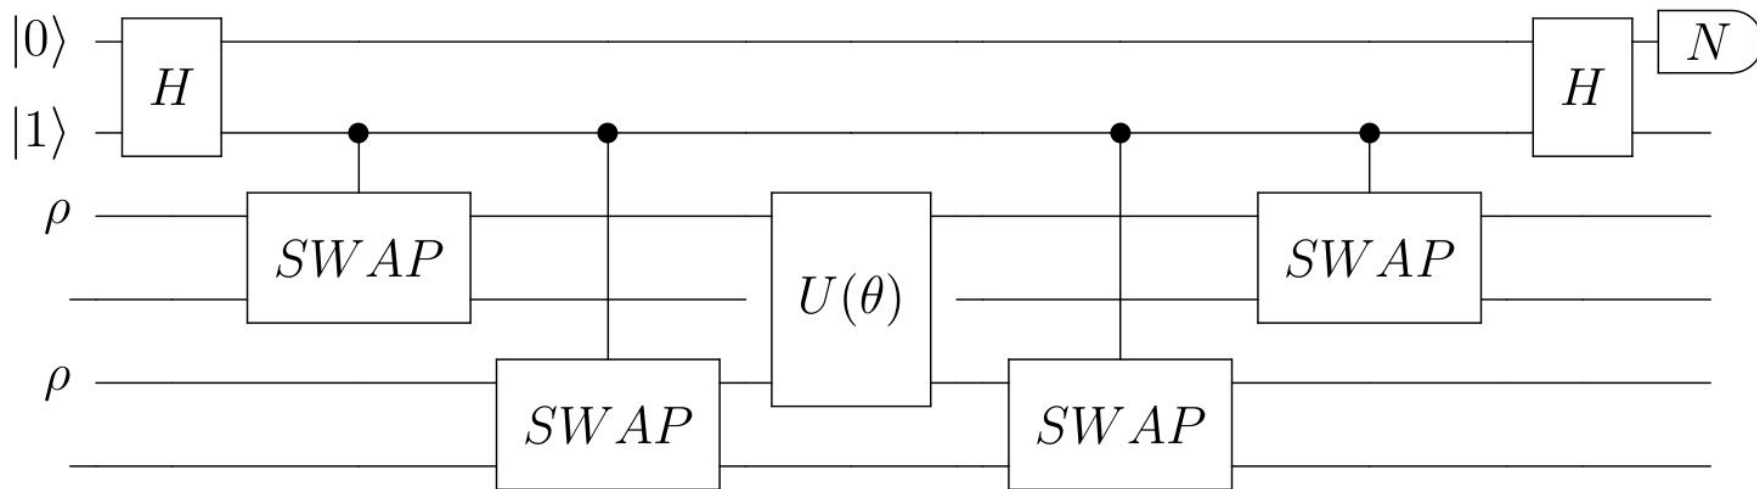 |0⟩ H H N
|1⟩
ρ SWAP U(θ) SWAP
ρ SWAP SWAP